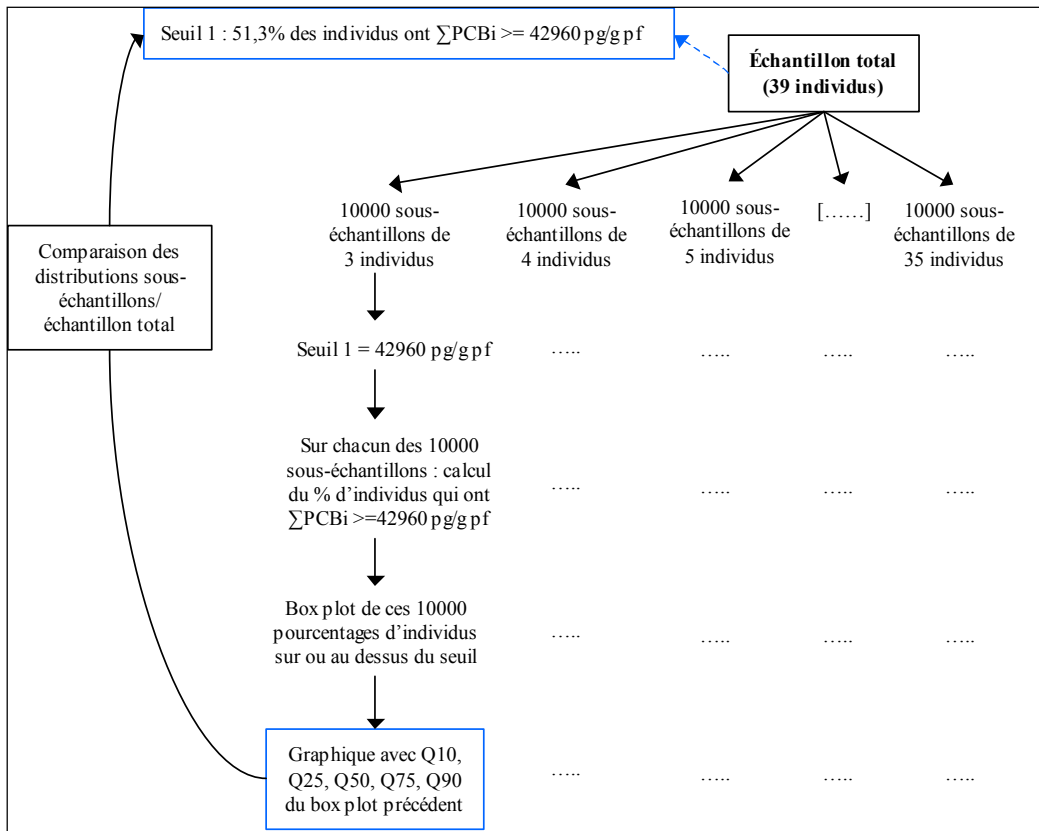 Seuil 1 : 51,3% des individus ont ∑PCBi >= 42960 pg/g pf
Échantillon total
(39 individus)
10000 sous-
échantillons de
3 individus
10000 sous-
échantillons de
4 individus
10000 sous-
échantillons de
5 individus
[……]
10000 sous-
échantillons de
35 individus
Comparaison des
distributions sous-
échantillons/
échantillon total
Seuil 1 = 42960 pg/g pf
…..
…..
…..
…..
Sur chacun des 10000
sous-échantillons : calcul
du % d’individus qui ont
∑PCBi >=42960 pg/g pf
…..
…..
…..
…..
Box plot de ces 10000
pourcentages d’individus
sur ou au dessus du seuil
…..
…..
…..
…..
Graphique avec Q10,
Q25, Q50, Q75, Q90
du box plot précédent
…..
…..
…..
…..